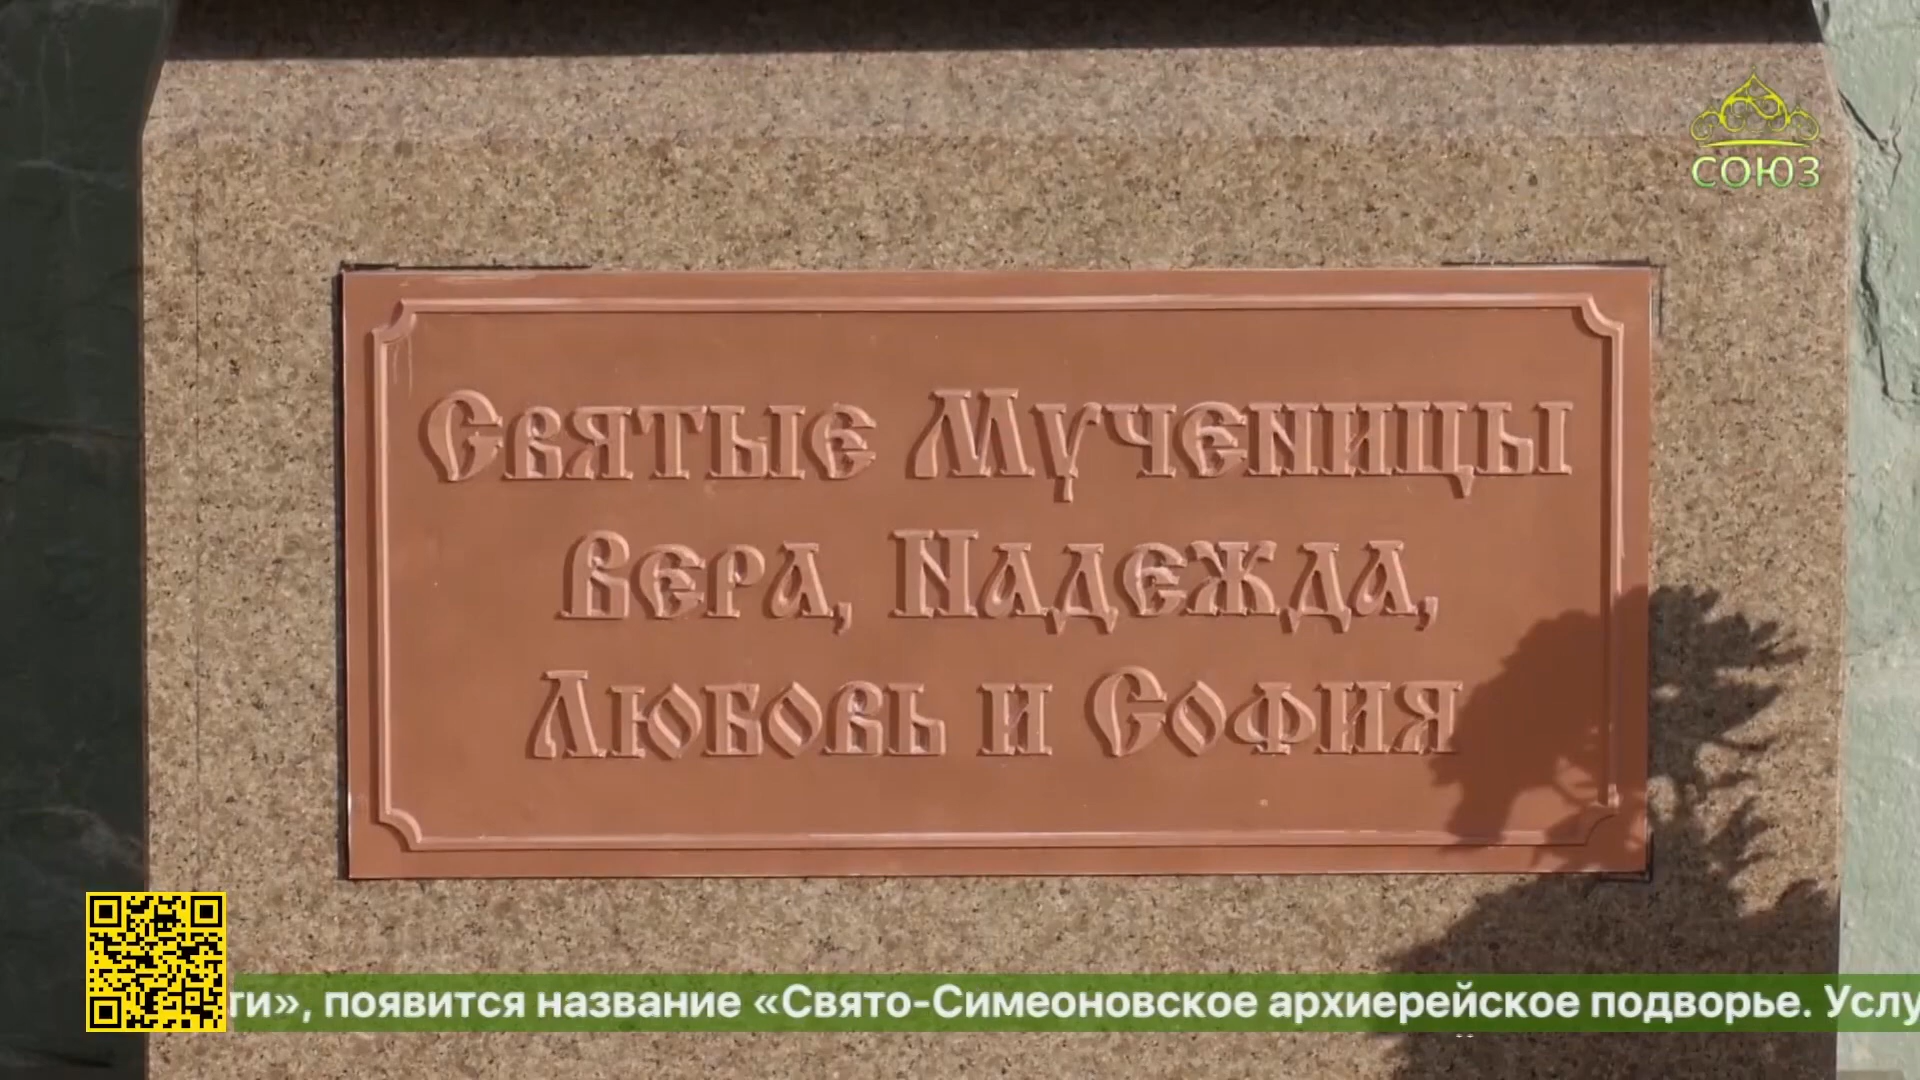 СОЮЗ
Святые Мученицы
Вера, Надежда,
Любовь и София
ти», появится название «Свято-Симеоновское архиерейское подворье. Услу